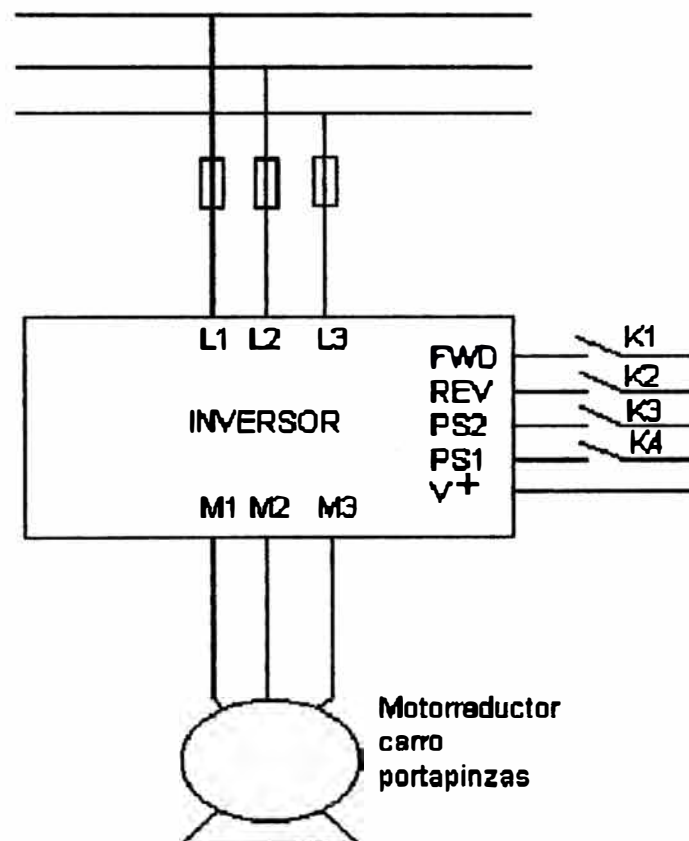 L1 L2 L3
FWD
REV
PS2
PS1
V+
INVERSOR
M1 M2 M3
K1
K2
K3
K4
Motorreductor
carro
portapinzas